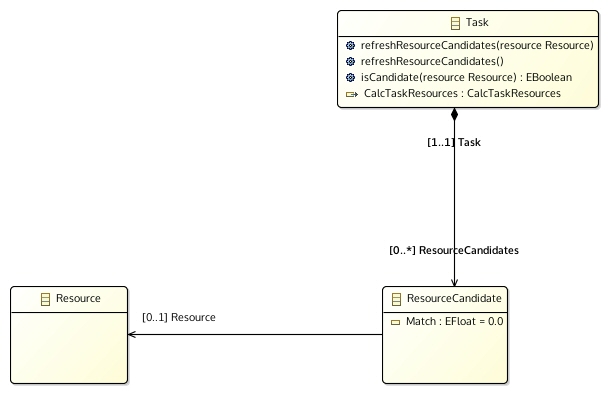 Task
refreshResourceCandidates(resource Resource)
refreshResourceCandidates()
isCandidate(resource Resource) : EBoolean
CalcTaskResources : CalcTaskResources
[1..1] Task
[0..*] ResourceCandidates
Resource
[0..1] Resource
ResourceCandidate
Match : EFloat = 0.0